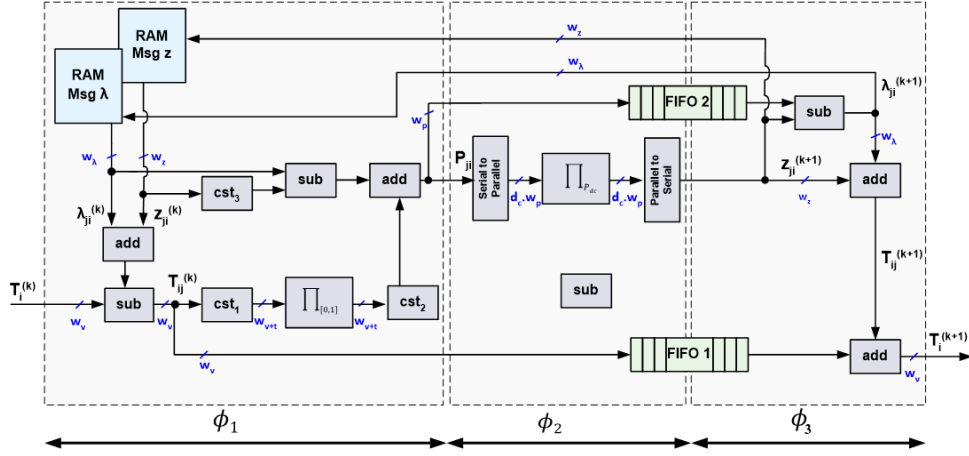 RAM
Msg z
RAM
Msg λ
w_z
w_λ
λ_ji^(k+1)
FIFO 2
sub
w_p
w_λ
w_λ
w_z
cst_3
sub
add
P_ji
Serial to
Parallel
d_c.w_p
∏_{P_dc}
d_c.w_p
Parallel to
Serial
z_ji^(k+1)
w_z
add
λ_ji^(k)
z_ji^(k)
add
T_i^(k)
w_v
sub
w_v
T_ij^(k)
cst_1
w_v+t
∏_[0,1]
w_v+t
cst_2
sub
T_ij^(k+1)
w_v
FIFO 1
add
T_i^(k+1)
w_v
ϕ_1
ϕ_2
ϕ_3